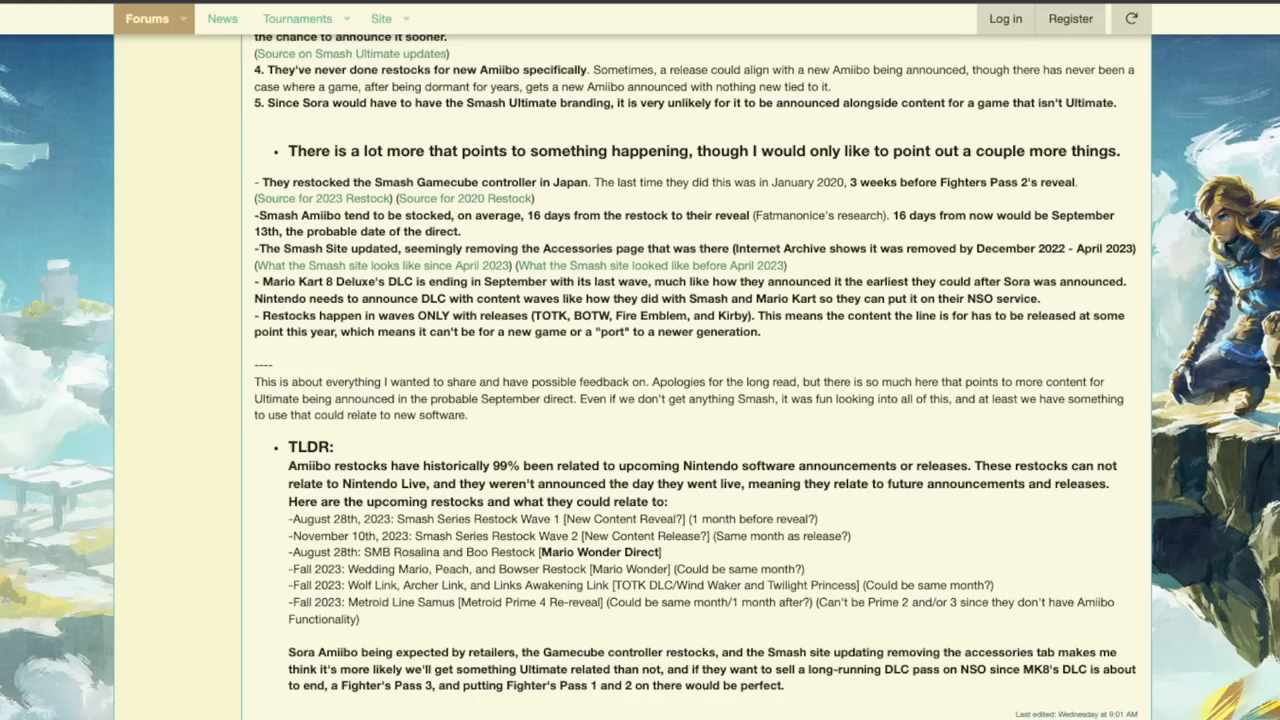 Forums News Tournaments Site Log in Register
the chance to announce it sooner.
(Source on Smash Ultimate updates)
4. They've never done restocks for new Amiibo specifically. Sometimes, a release could align with a new Amiibo being announced, though there has never been a
case where a game, after being dormant for years, gets a new Amiibo announced with nothing new tied to it.
5. Since Sora would have to have the Smash Ultimate branding, it is very unlikely for it to be announced alongside content for a game that isn't Ultimate.
• There is a lot more that points to something happening, though I would only like to point out a couple more things.
- They restocked the Smash Gamecube controller in Japan. The last time they did this was in January 2020, 3 weeks before Fighters Pass 2's reveal.
(Source for 2023 Restock) (Source for 2020 Restock)
-Smash Amiibo tend to be stocked, on average, 16 days from the restock to their reveal (Fatmanonice's research). 16 days from now would be September
13th, the probable date of the direct.
-The Smash Site updated, seemingly removing the Accessories page that was there (Internet Archive shows it was removed by December 2022 - April 2023)
(What the Smash site looks like since April 2023) (What the Smash site looked like before April 2023)
- Mario Kart 8 Deluxe's DLC is ending in September with its last wave, much like how they announced it the earliest they could after Sora was announced.
Nintendo needs to announce DLC with content waves like how they did with Smash and Mario Kart so they can put it on their NSO service.
- Restocks happen in waves ONLY with releases (TOTK, BOTW, Fire Emblem, and Kirby). This means the content the line is for has to be released at some
point this year, which means it can't be for a new game or a "port" to a newer generation.
----
This is about everything I wanted to share and have possible feedback on. Apologies for the long read, but there is so much here that points to more content for
Ultimate being announced in the probable September direct. Even if we don't get anything Smash, it was fun looking into all of this, and at least we have something
to use that could relate to new software.
• TLDR:
Amiibo restocks have historically 99% been related to upcoming Nintendo software announcements or releases. These restocks can not
relate to Nintendo Live, and they weren't announced the day they went live, meaning they relate to future announcements and releases.
Here are the upcoming restocks and what they could relate to:
-August 28th, 2023: Smash Series Restock Wave 1 [New Content Reveal?] (1 month before reveal?)
-November 10th, 2023: Smash Series Restock Wave 2 [New Content Release?] (Same month as release?)
-August 28th: SMB Rosalina and Boo Restock [Mario Wonder Direct]
-Fall 2023: Wedding Mario, Peach, and Bowser Restock [Mario Wonder] (Could be same month?)
-Fall 2023: Wolf Link, Archer Link, and Links Awakening Link [TOTK DLC/Wind Waker and Twilight Princess] (Could be same month?)
-Fall 2023: Metroid Line Samus [Metroid Prime 4 Re-reveal] (Could be same month/1 month after?) (Can't be Prime 2 and/or 3 since they don't have Amiibo
Functionality)
Sora Amiibo being expected by retailers, the Gamecube controller restocks, and the Smash site updating removing the accessories tab makes me
think it's more likely we'll get something Ultimate related than not, and if they want to sell a long-running DLC pass on NSO since MK8's DLC is about
to end, a Fighter's Pass 3, and putting Fighter's Pass 1 and 2 on there would be perfect.
Last edited: Wednesday at 9:01 AM